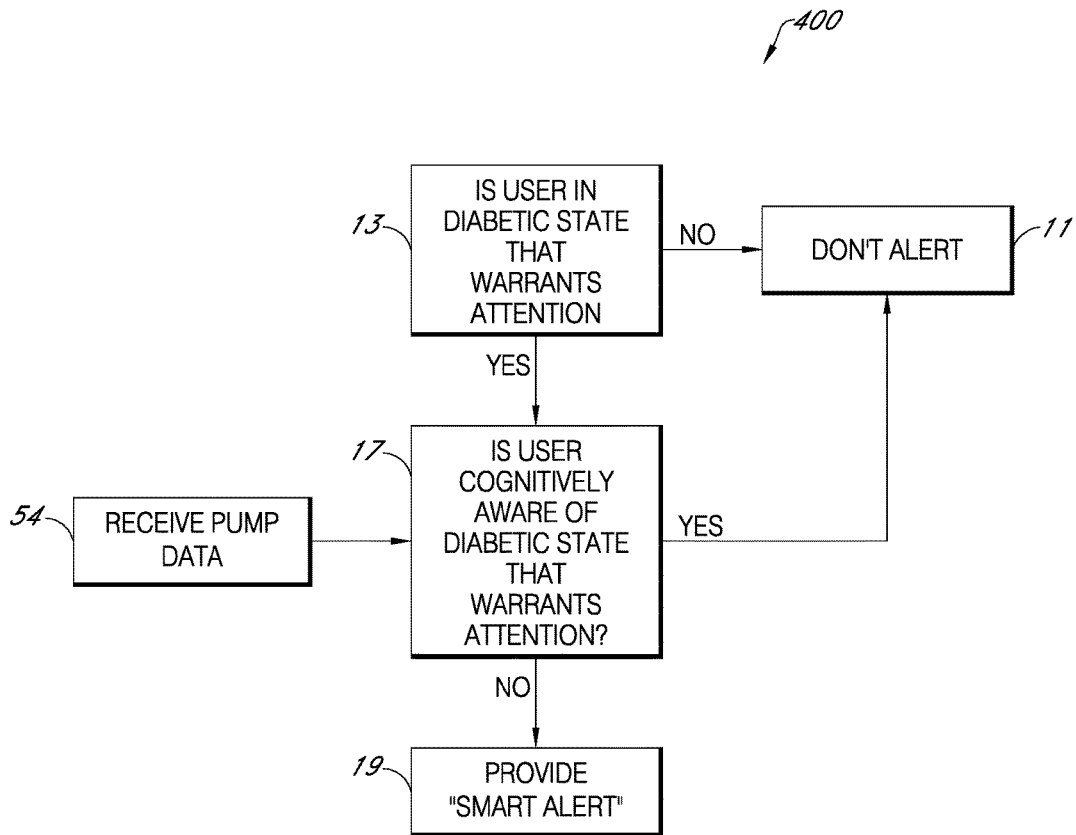 400
13
IS USER IN
DIABETIC STATE
THAT
WARRANTS
ATTENTION
NO
DON'T ALERT
11
YES
17
IS USER
COGNITIVELY
AWARE OF
DIABETIC STATE
THAT
WARRANTS
ATTENTION?
54
RECEIVE PUMP
DATA
YES
NO
19
PROVIDE
"SMART ALERT"